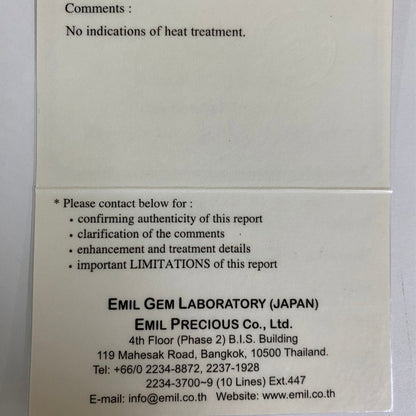 Comments :
No indications of heat treatment.
* Please contact below for :
• confirming authenticity of this report
• clarification of the comments
• enhancement and treatment details
• important LIMITATIONS of this report
EMIL GEM LABORATORY (JAPAN)
EMIL PRECIOUS CO., LTD.
4th Floor (Phase 2) B.I.S. Building
119 Mahesak Road, Bangkok, 10500 Thailand.
Tel: +66/0 2234-8872, 2237-1928
2234-3700~9 (10 Lines) Ext.447
E-mail: info@emil.co.th Website: www.emil.co.th